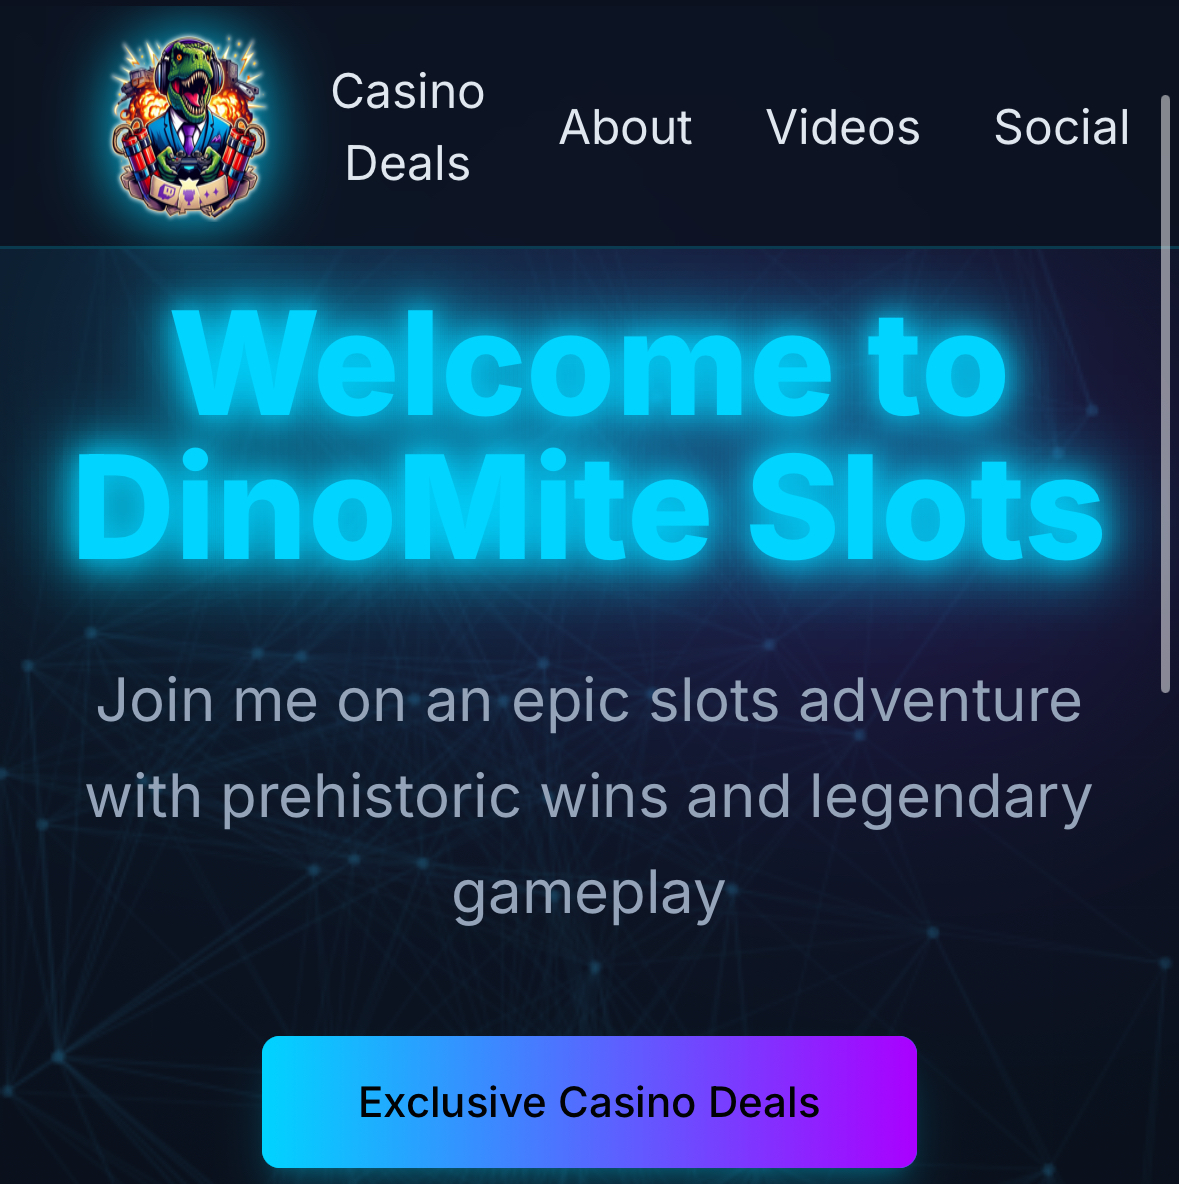 Casino
Deals
About
Videos
Social
Welcome to
DinoMite Slots
Join me on an epic slots adventure
with prehistoric wins and legendary
gameplay
Exclusive Casino Deals